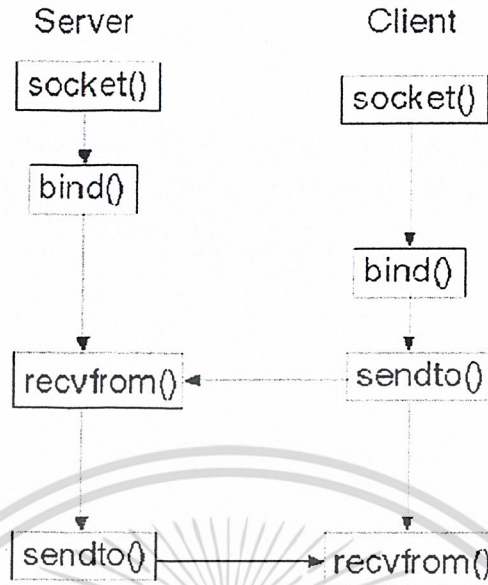 Server
Client
socket()
socket()
bind()
bind()
recvfrom()
sendto()
sendto()
recvfrom()